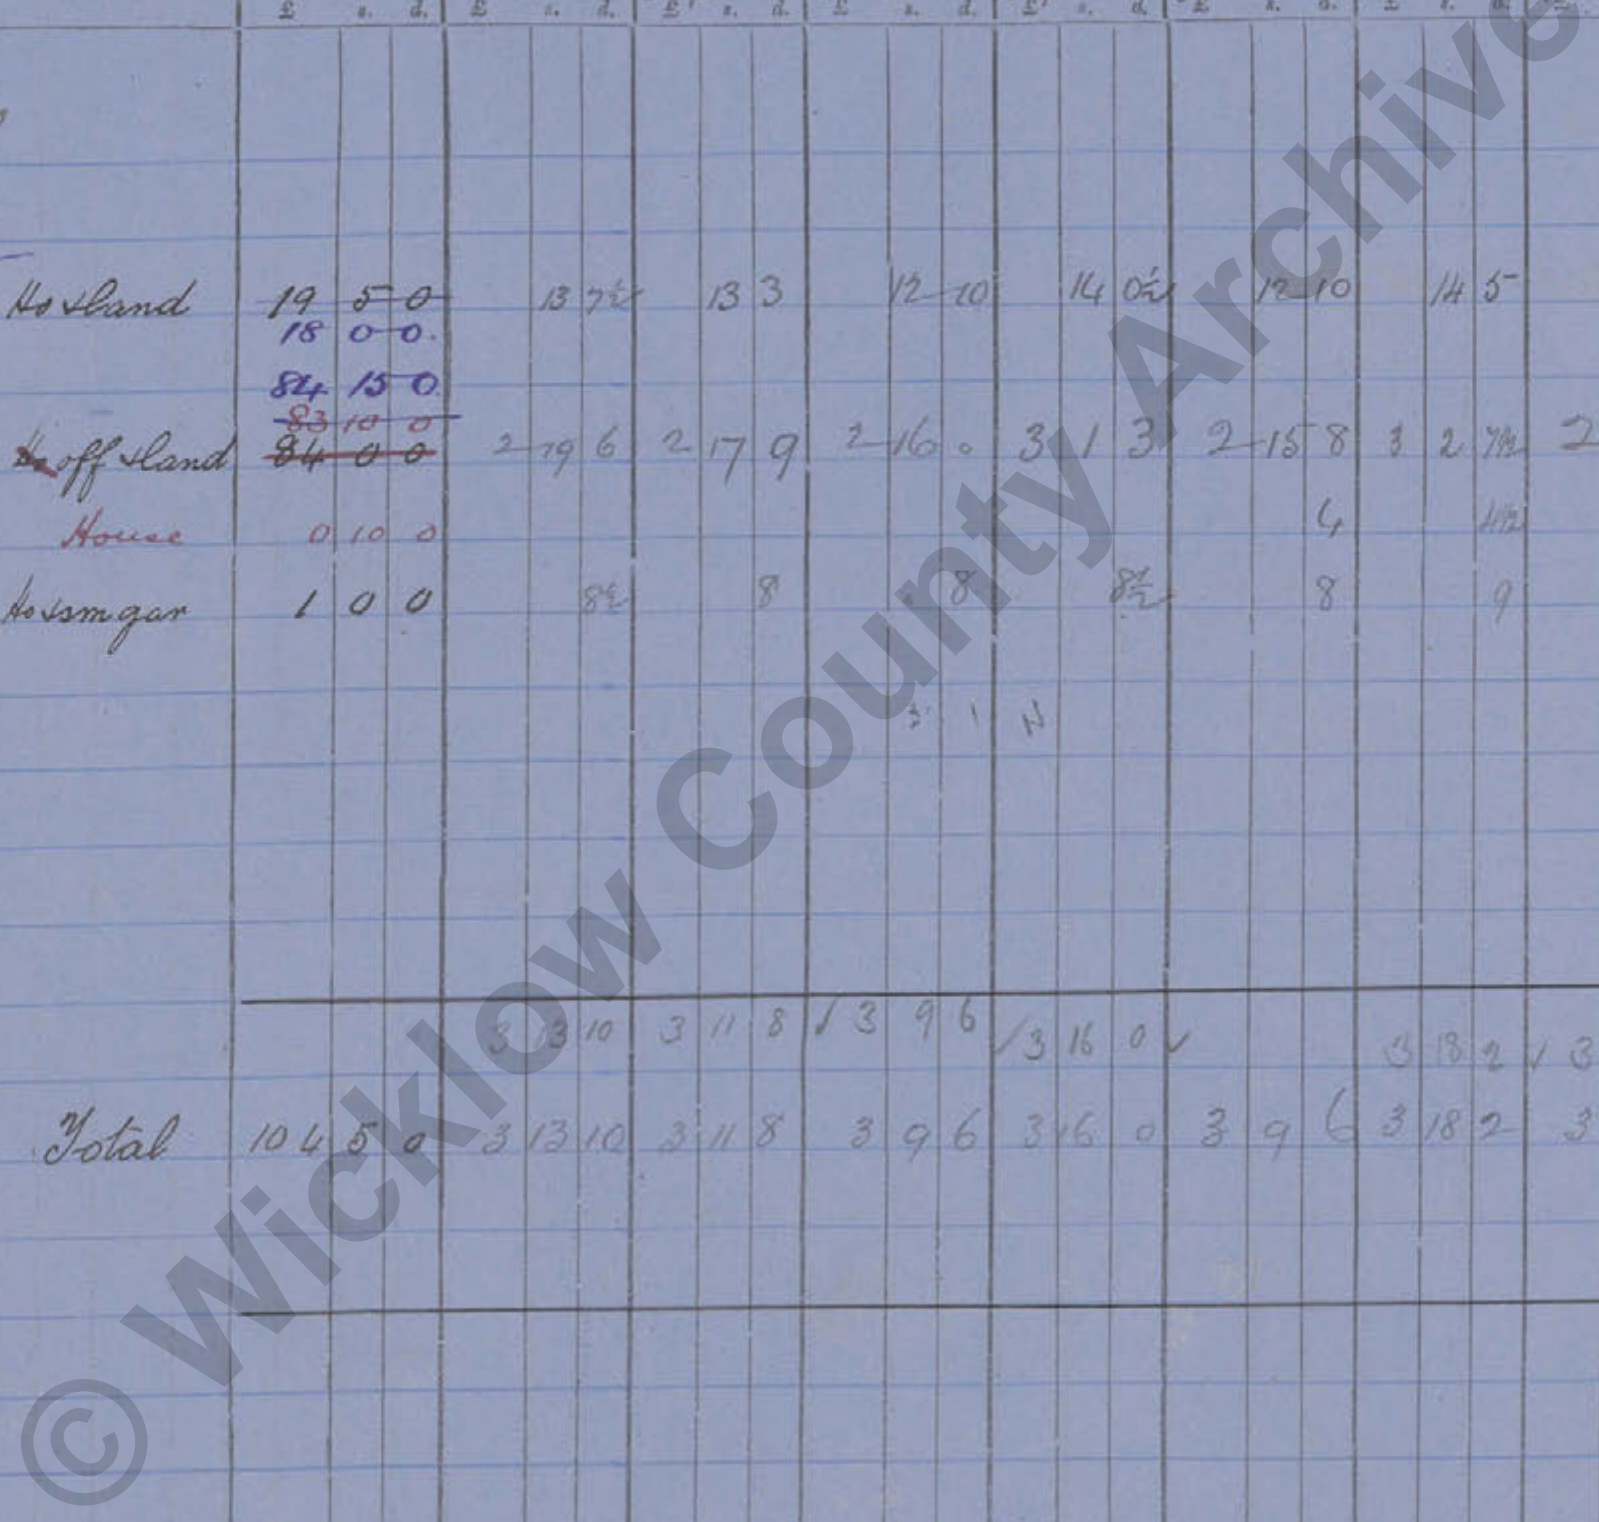 £ s. d. £ s. d. £ s. d. £ s. d. £ s. d. £ s. d. £ s. d.
Ho & land 19 5 0 13 7½ 13 3 12 10 14 0½ 12 10 14 5
18 0 0.
84 15 0
83 10 0
Ho off & land 84 0 0 2 19 6 2 17 9 2 16 0 3 1 3 2 15 8 3 2 7½ 2
House 0 10 0 4 4½
Ho & sm gar 1 0 0 8½ 8 8 8½ 8 9
3 13 10 3 11 8 ✓ 3 9 6 ✓ 3 16 0 ✓ 3 18 2 ✓ 3
Total 104 5 0 3 13 10 3 11 8 3 9 6 3 16 0 3 9 6 3 18 2 3
© Wicklow County Archive